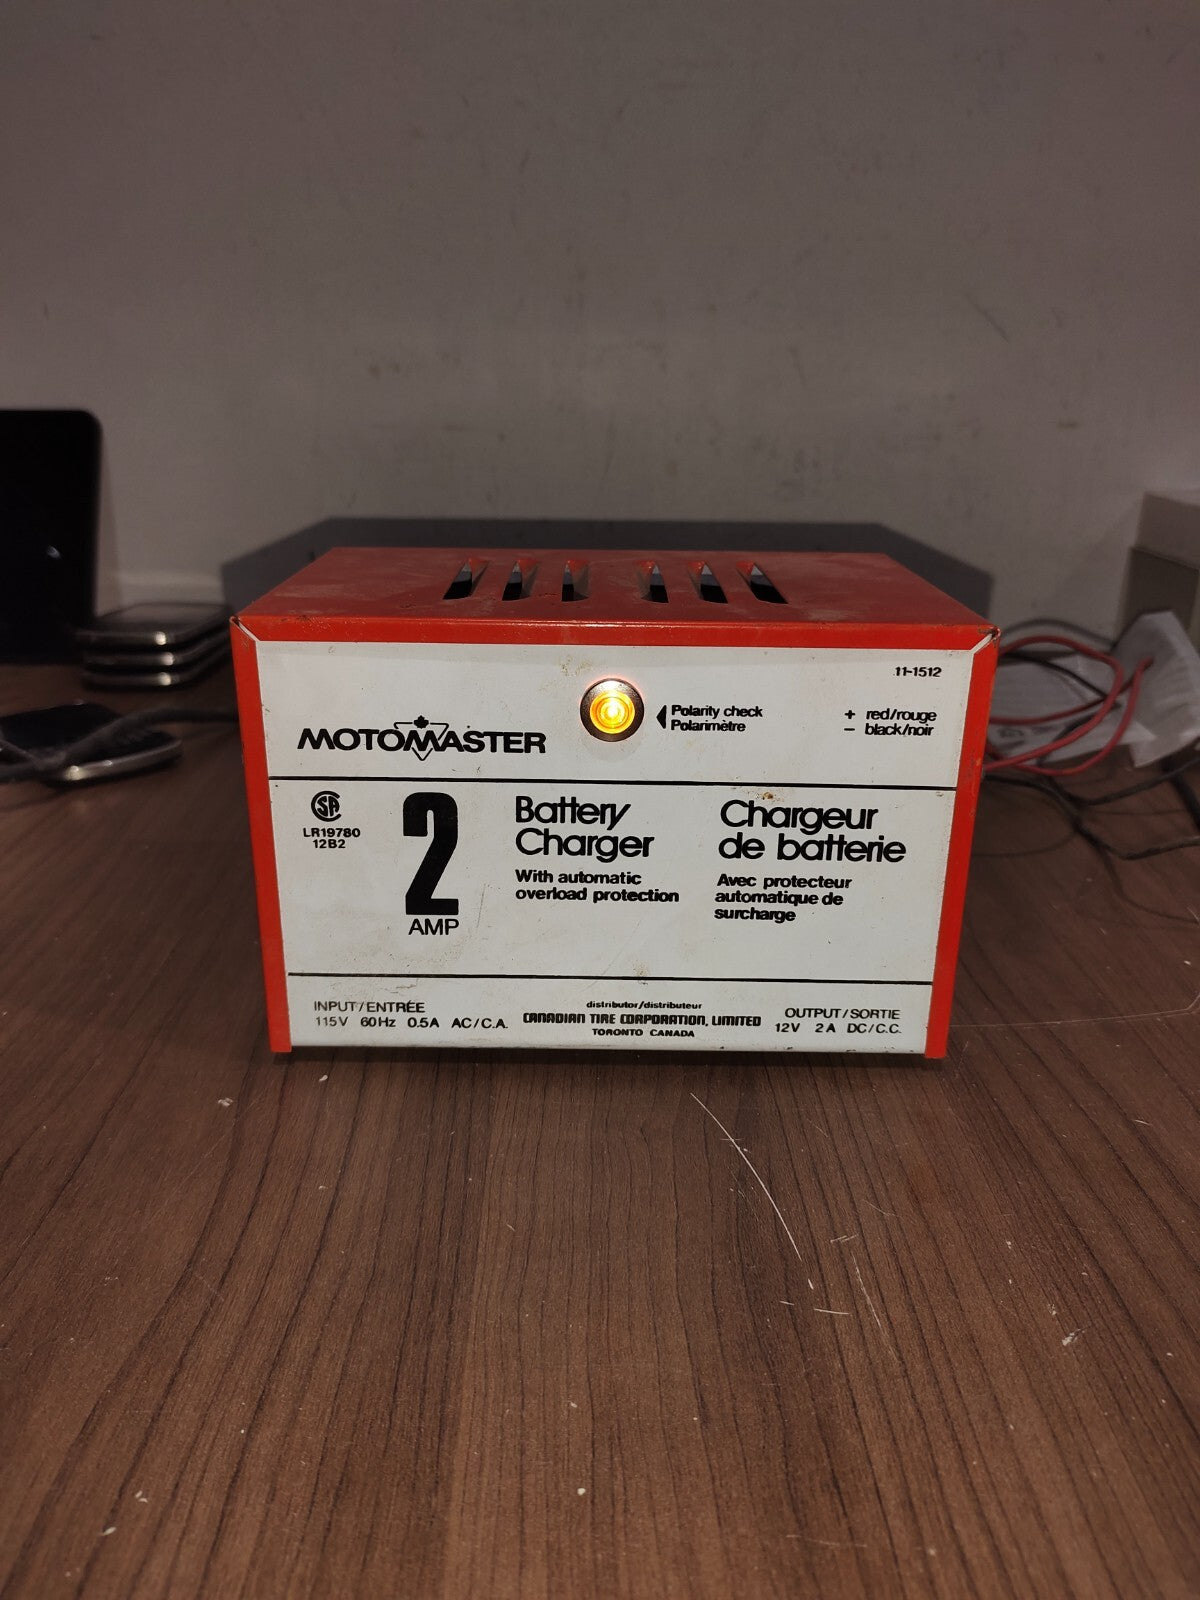 11-1512
Polarity check
Polarimètre
+ red/rouge
− black/noir
MOTOMASTER
SA
LR19780
12B2
2
AMP
Battery
Charger
With automatic
overload protection
Chargeur
de batterie
Avec protecteur
automatique de
surcharge
INPUT/ENTRÉE
115V 60Hz 0.5A AC/C.A.
distributor/distributeur
CANADIAN TIRE CORPORATION, LIMITED
TORONTO CANADA
OUTPUT/SORTIE
12V 2A DC/C.C.